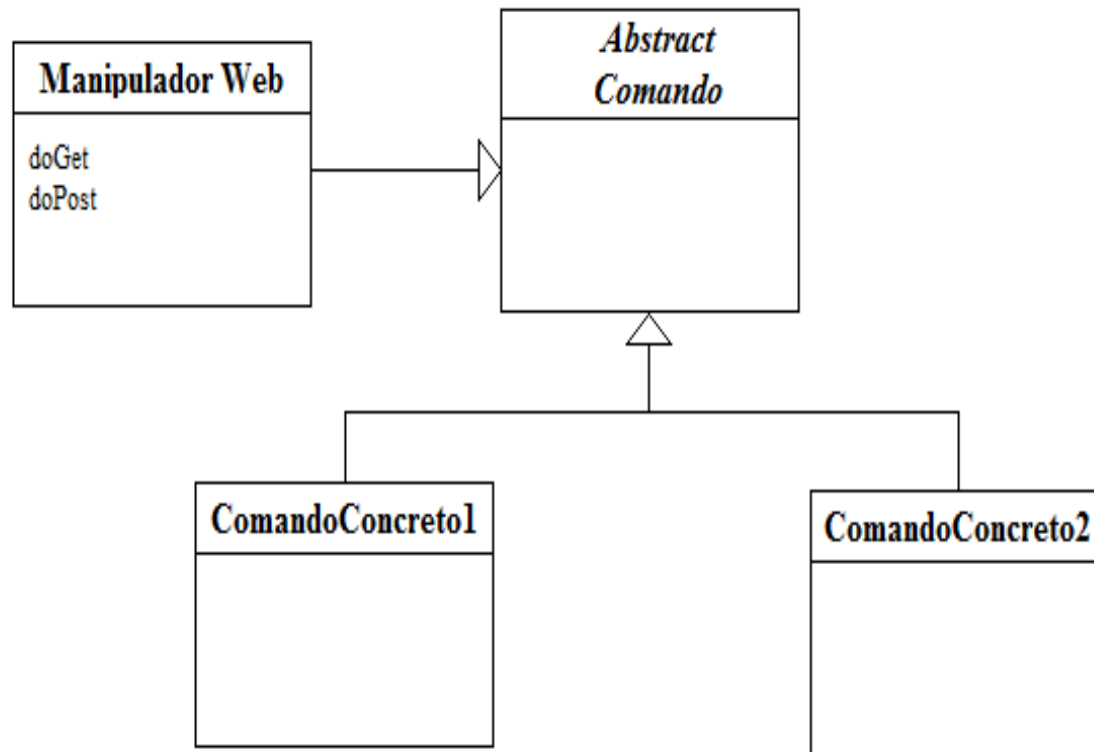 Manipulador Web
doGet
doPost
Abstract
Comando
ComandoConcreto1
ComandoConcreto2